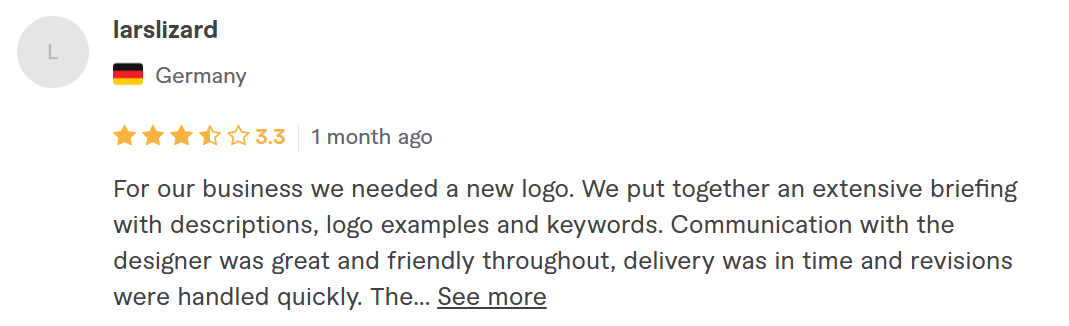 L
larslizard
Germany
3.3 1 month ago
For our business we needed a new logo. We put together an extensive briefing
with descriptions, logo examples and keywords. Communication with the
designer was great and friendly throughout, delivery was in time and revisions
were handled quickly. The... See more